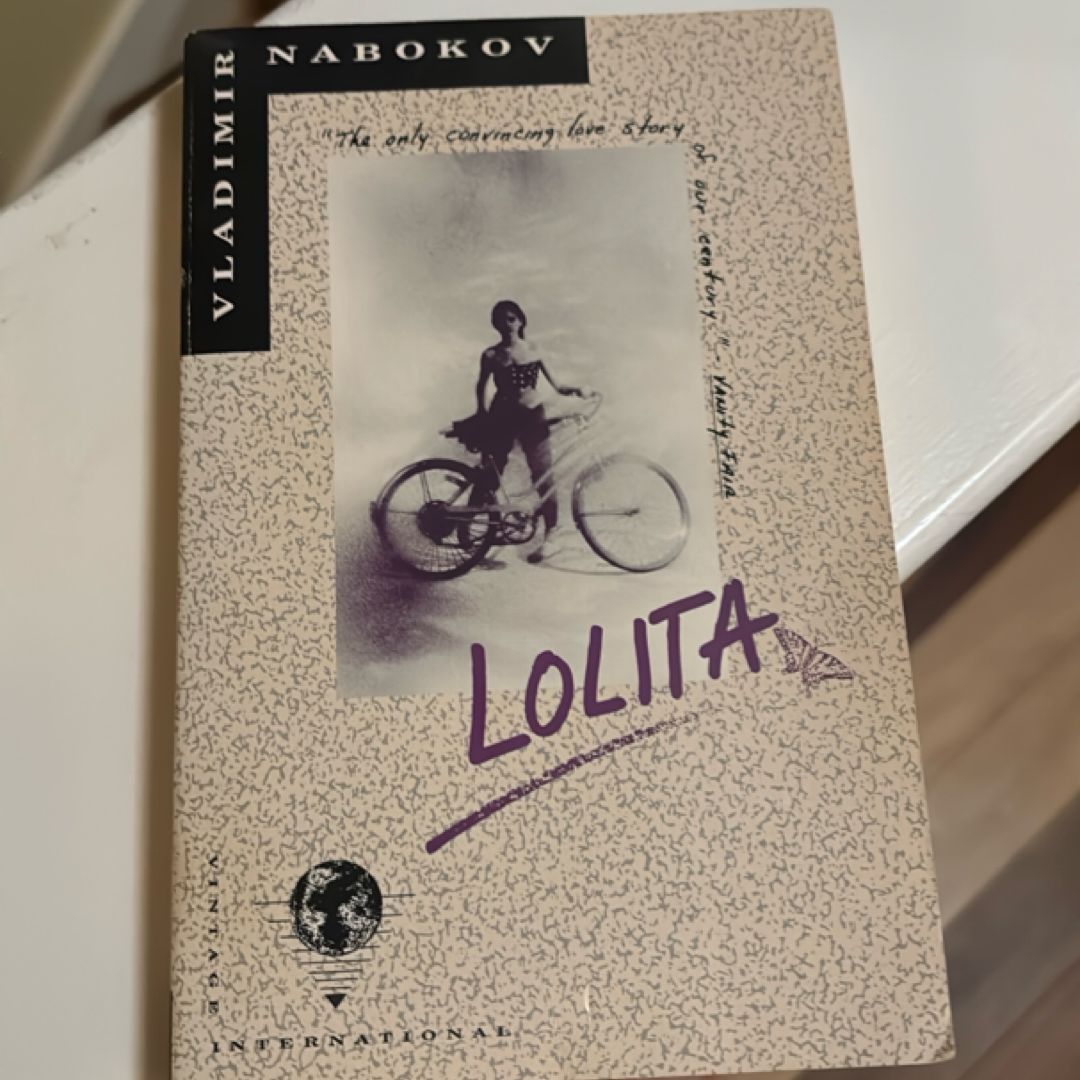 VLADIMIR
NABOKOV
"The only convincing love story
of our century." - VANITY FAIR
LOLITA
VINTAGE
INTERNATIONAL